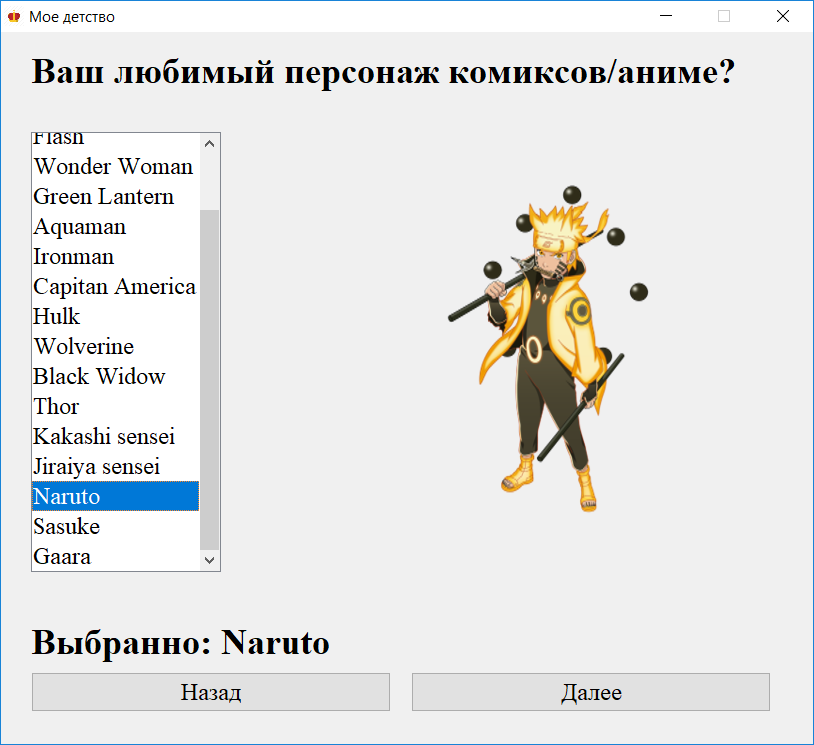 Мое детство
Ваш любимый персонаж комиксов/аниме?
Flash
Wonder Woman
Green Lantern
Aquaman
Ironman
Capitan America
Hulk
Wolverine
Black Widow
Thor
Kakashi sensei
Jiraiya sensei
Naruto
Sasuke
Gaara
Выбранно: Naruto
Назад
Далее